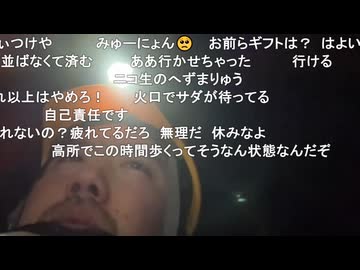 いつけや　みゅーにょん🥺　お前らギフトは？　はよい
並ばなくて済む　ああ行かせちゃった　行ける
ニコ生のへずまりゅう
れ以上はやめろ！　火口でサダが待ってる
自己責任です
れないの？疲れてるだろ　無理だ　休みなよ
高所でこの時間歩くってそうなん状態なんだぞ